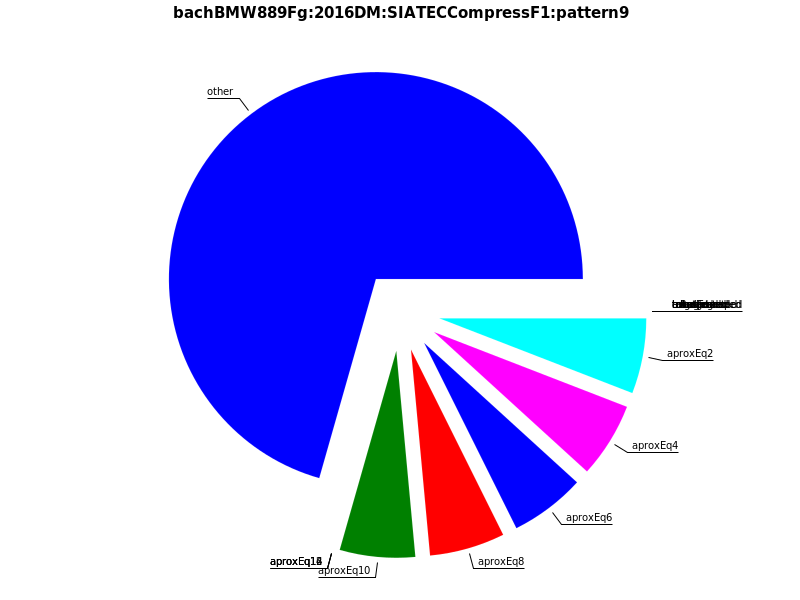 bachBMW889Fg:2016DM:SIATECCompressF1:pattern9
other
aproxEq2
aproxEq4
aproxEq6
aproxEq8
aproxEq10